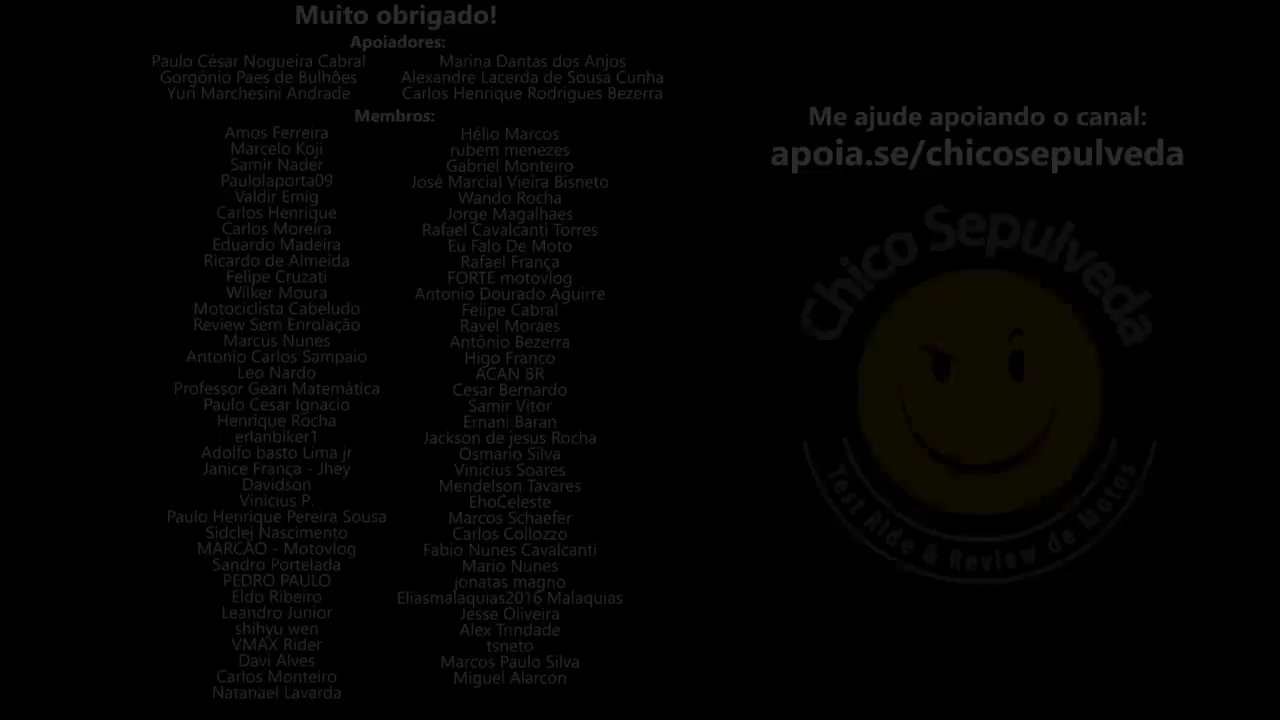 Muito obrigado!
Apoiadores:
Paulo César Nogueira Cabral
Gorgônio Paes de Bulhões
Yuri Marchesini Andrade
Marina Dantas dos Anjos
Alexandre Lacerda de Sousa Cunha
Carlos Henrique Rodrigues Bezerra
Membros:
Amos Ferreira
Marcelo Koji
Samir Nader
Paulolaporta09
Valdir Ernig
Carlos Henrique
Carlos Moreira
Eduardo Madeira
Ricardo de Almeida
Felipe Cruzati
Wilker Moura
Motociclista Cabeludo
Review Sem Enrolação
Marcus Nunes
Antonio Carlos Sampaio
Leo Nardo
Professor Gean Matemática
Paulo Cesar Ignacio
Henrique Rocha
erlanbiker1
Adolfo basto Lima jr
Janice França - Jhey
Davidson
Vinicius P.
Paulo Henrique Pereira Sousa
Sidclej Nascimento
MARCÃO - Motovlog
Sandro Portelada
PEDRO PAULO
Eldo Ribeiro
Leandro Junior
shihyu wen
VMAX Rider
Davi Alves
Carlos Monteiro
Natanael Lavarda
Hélio Marcos
rubem menezes
Gabriel Monteiro
José Marcial Vieira Bisneto
Wando Rocha
Jorge Magalhaes
Rafael Cavalcanti Torres
Eu Falo De Moto
Rafael França
FORTE motovlog
Antonio Dourado Aguirre
Felipe Cabral
Ravel Moraes
Antônio Bezerra
Higo Franco
ACAN BR
Cesar Bernardo
Samir Vitor
Ernani Baran
Jackson de jesus Rocha
Osmario Silva
Vinicius Soares
Mendelson Tavares
EhoCeleste
Marcos Schaefer
Carlos Collozzo
Fabio Nunes Cavalcanti
Mario Nunes
jonatas magno
Eliasmalaquias2016 Malaquias
Jesse Oliveira
Alex Trindade
tsneto
Marcos Paulo Silva
Miguel Alarcon
Me ajude apoiando o canal:
apoia.se/chicosepulveda
Chico Sepulveda
Test Ride & Review de Motos